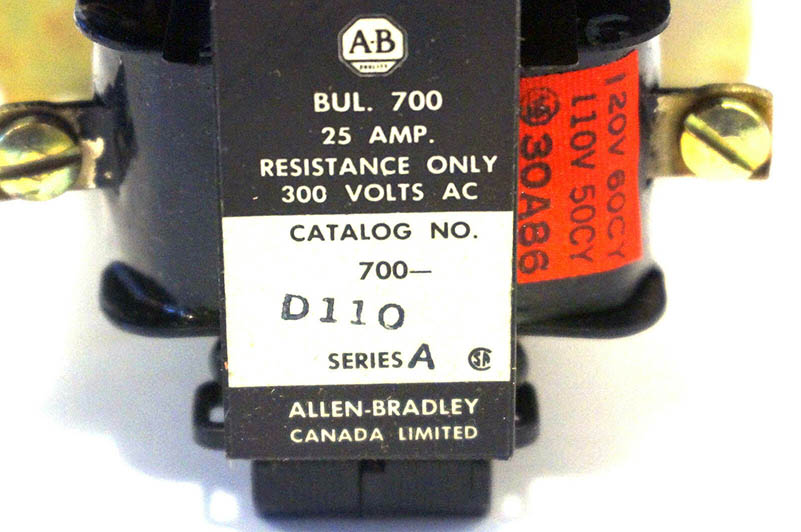 A-B
QUALITY
BUL. 700
25 AMP.
RESISTANCE ONLY
300 VOLTS AC
CATALOG NO.
700—
D110
SERIES A
ALLEN-BRADLEY
CANADA LIMITED
120V 60CY
110V 50CY
30A86